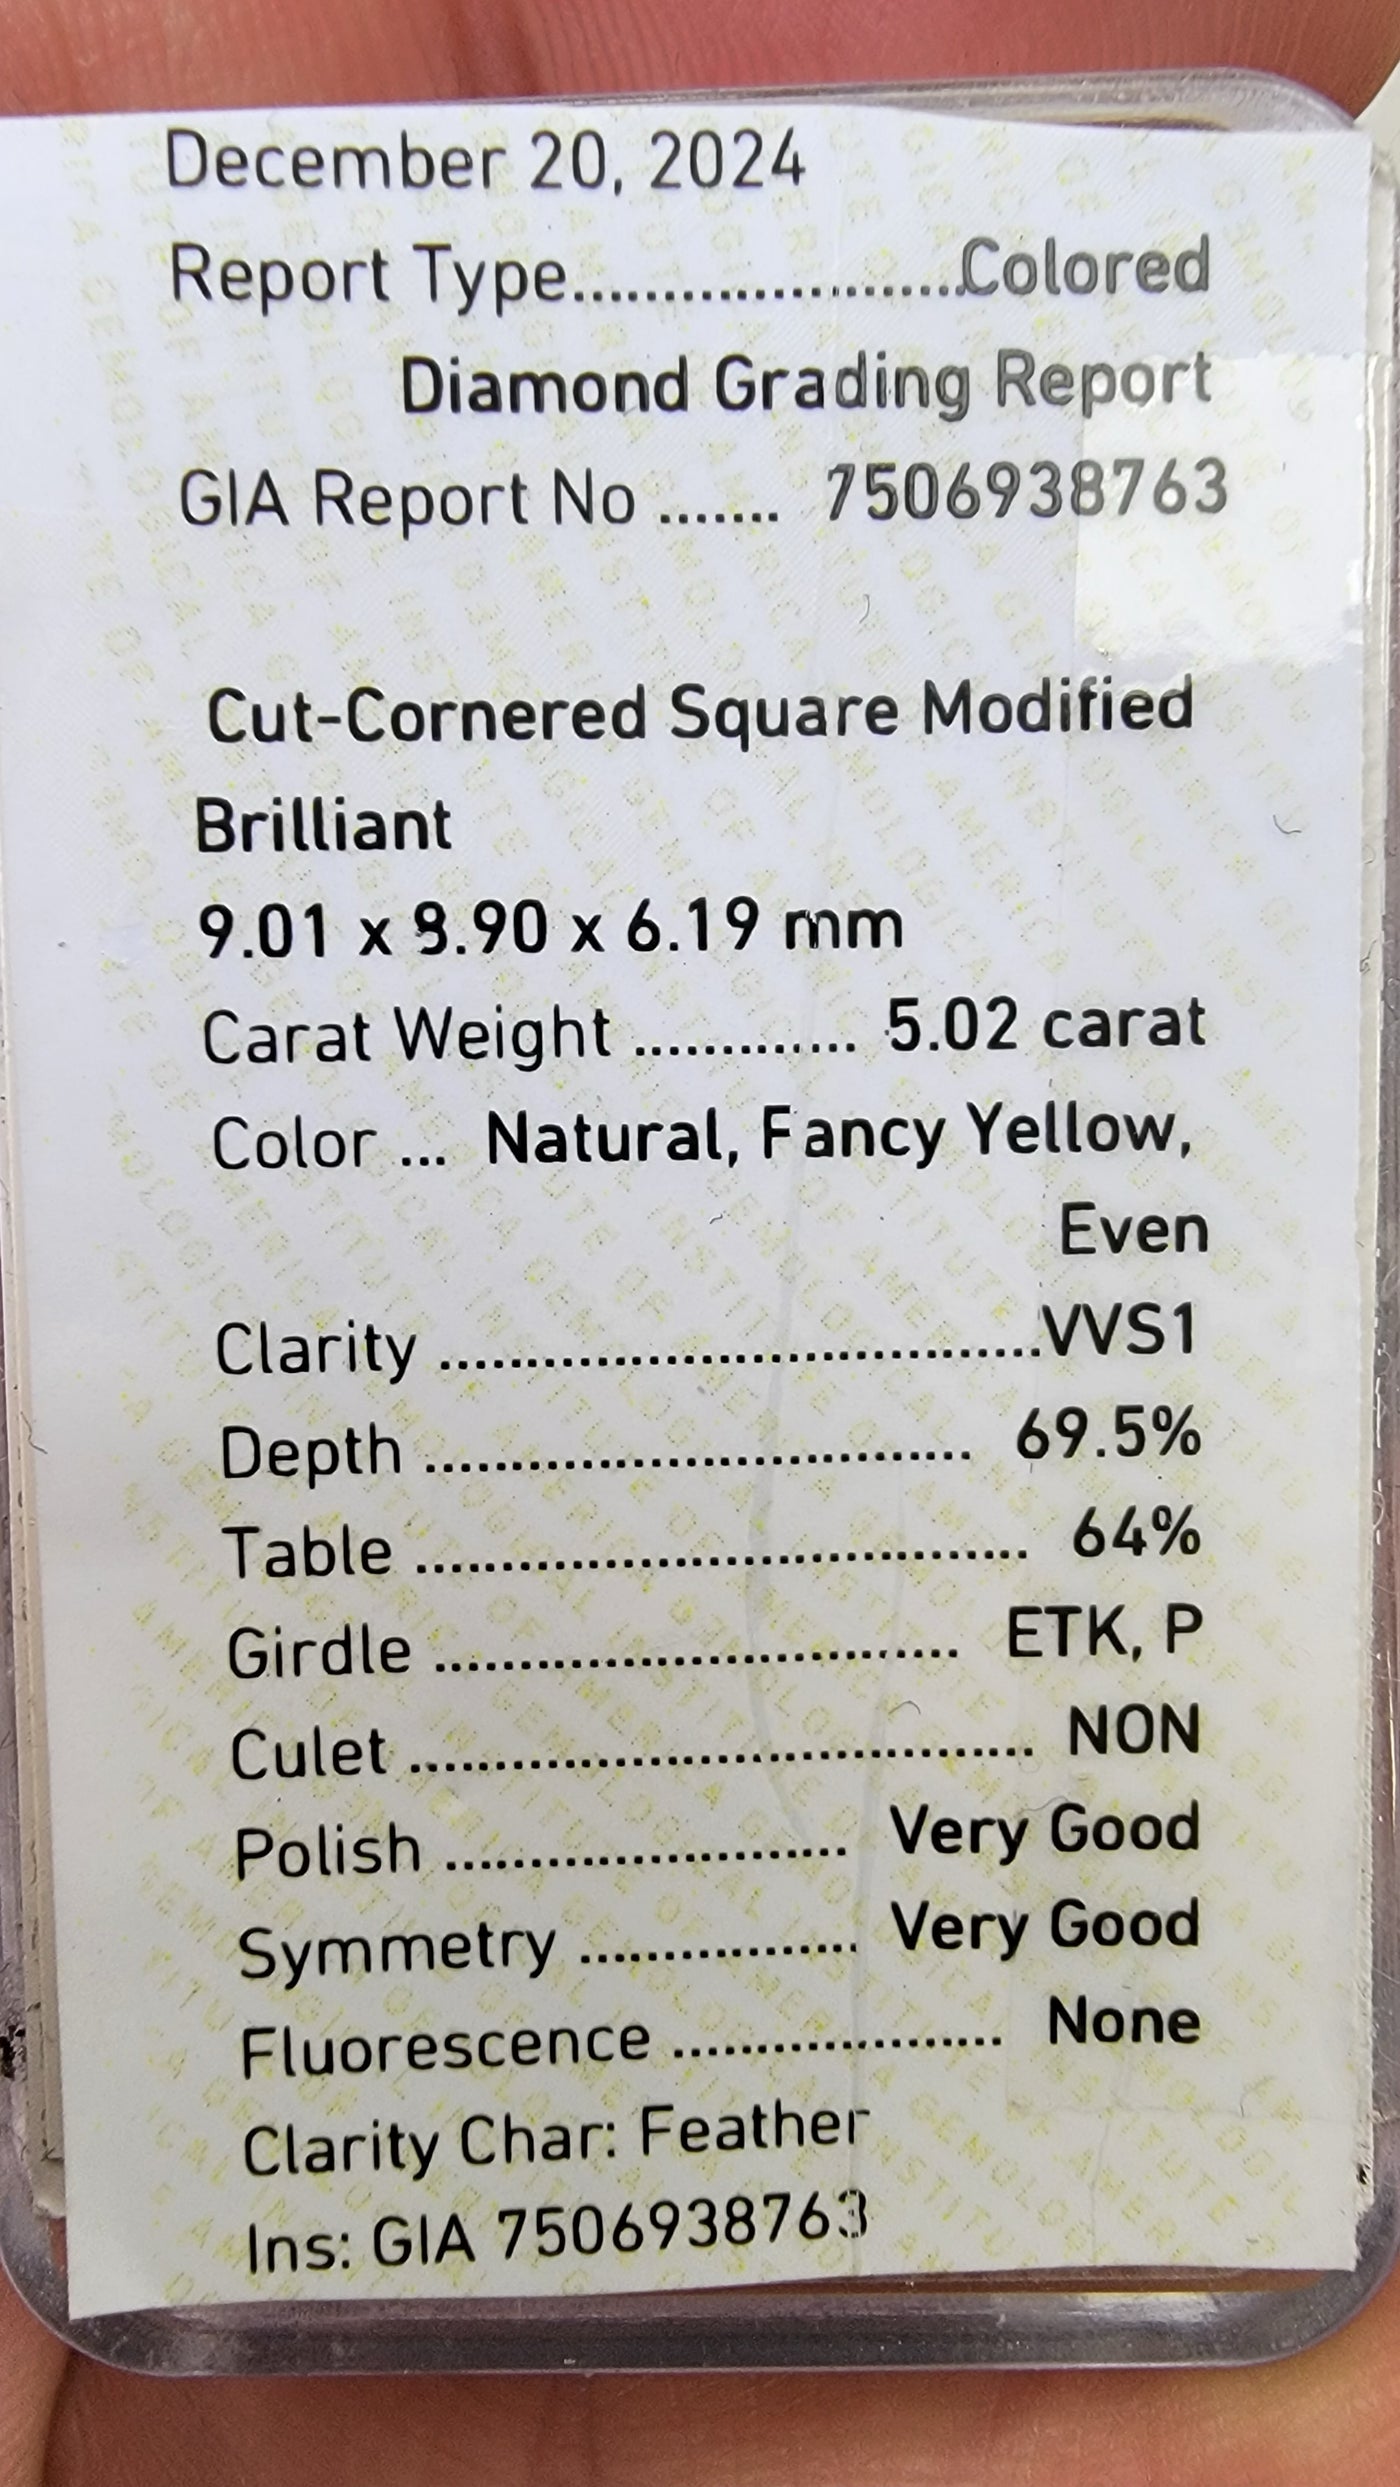 December 20, 2024
Report Type.........................Colored
Diamond Grading Report
GIA Report No ....... 7506938763
Cut-Cornered Square Modified
Brilliant
9.01 x 8.90 x 6.19 mm
Carat Weight ............. 5.02 carat
Color ... Natural, Fancy Yellow,
Even
Clarity ...................................VVS1
Depth ................................ 69.5%
Table .................................... 64%
Girdle ............................... ETK, P
Culet ..................................... NON
Polish ........................ Very Good
Symmetry ................ Very Good
Fluorescence ................... None
Clarity Char: Feather
Ins: GIA 7506938763